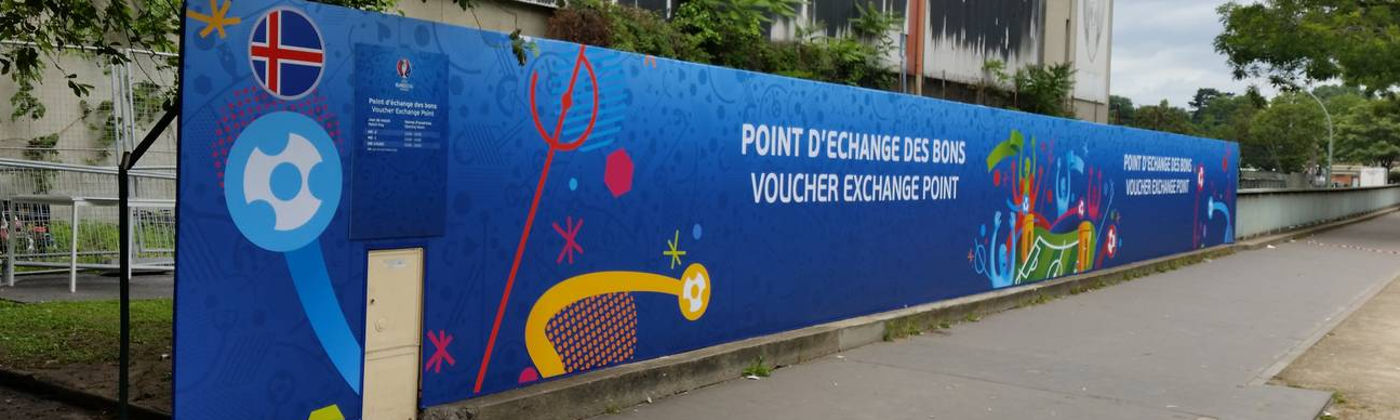 Point d'échange des bons
Voucher Exchange Point
POINT D'ECHANGE DES BONS
VOUCHER EXCHANGE POINT
POINT D'ECHANGE DES BONS
VOUCHER EXCHANGE POINT